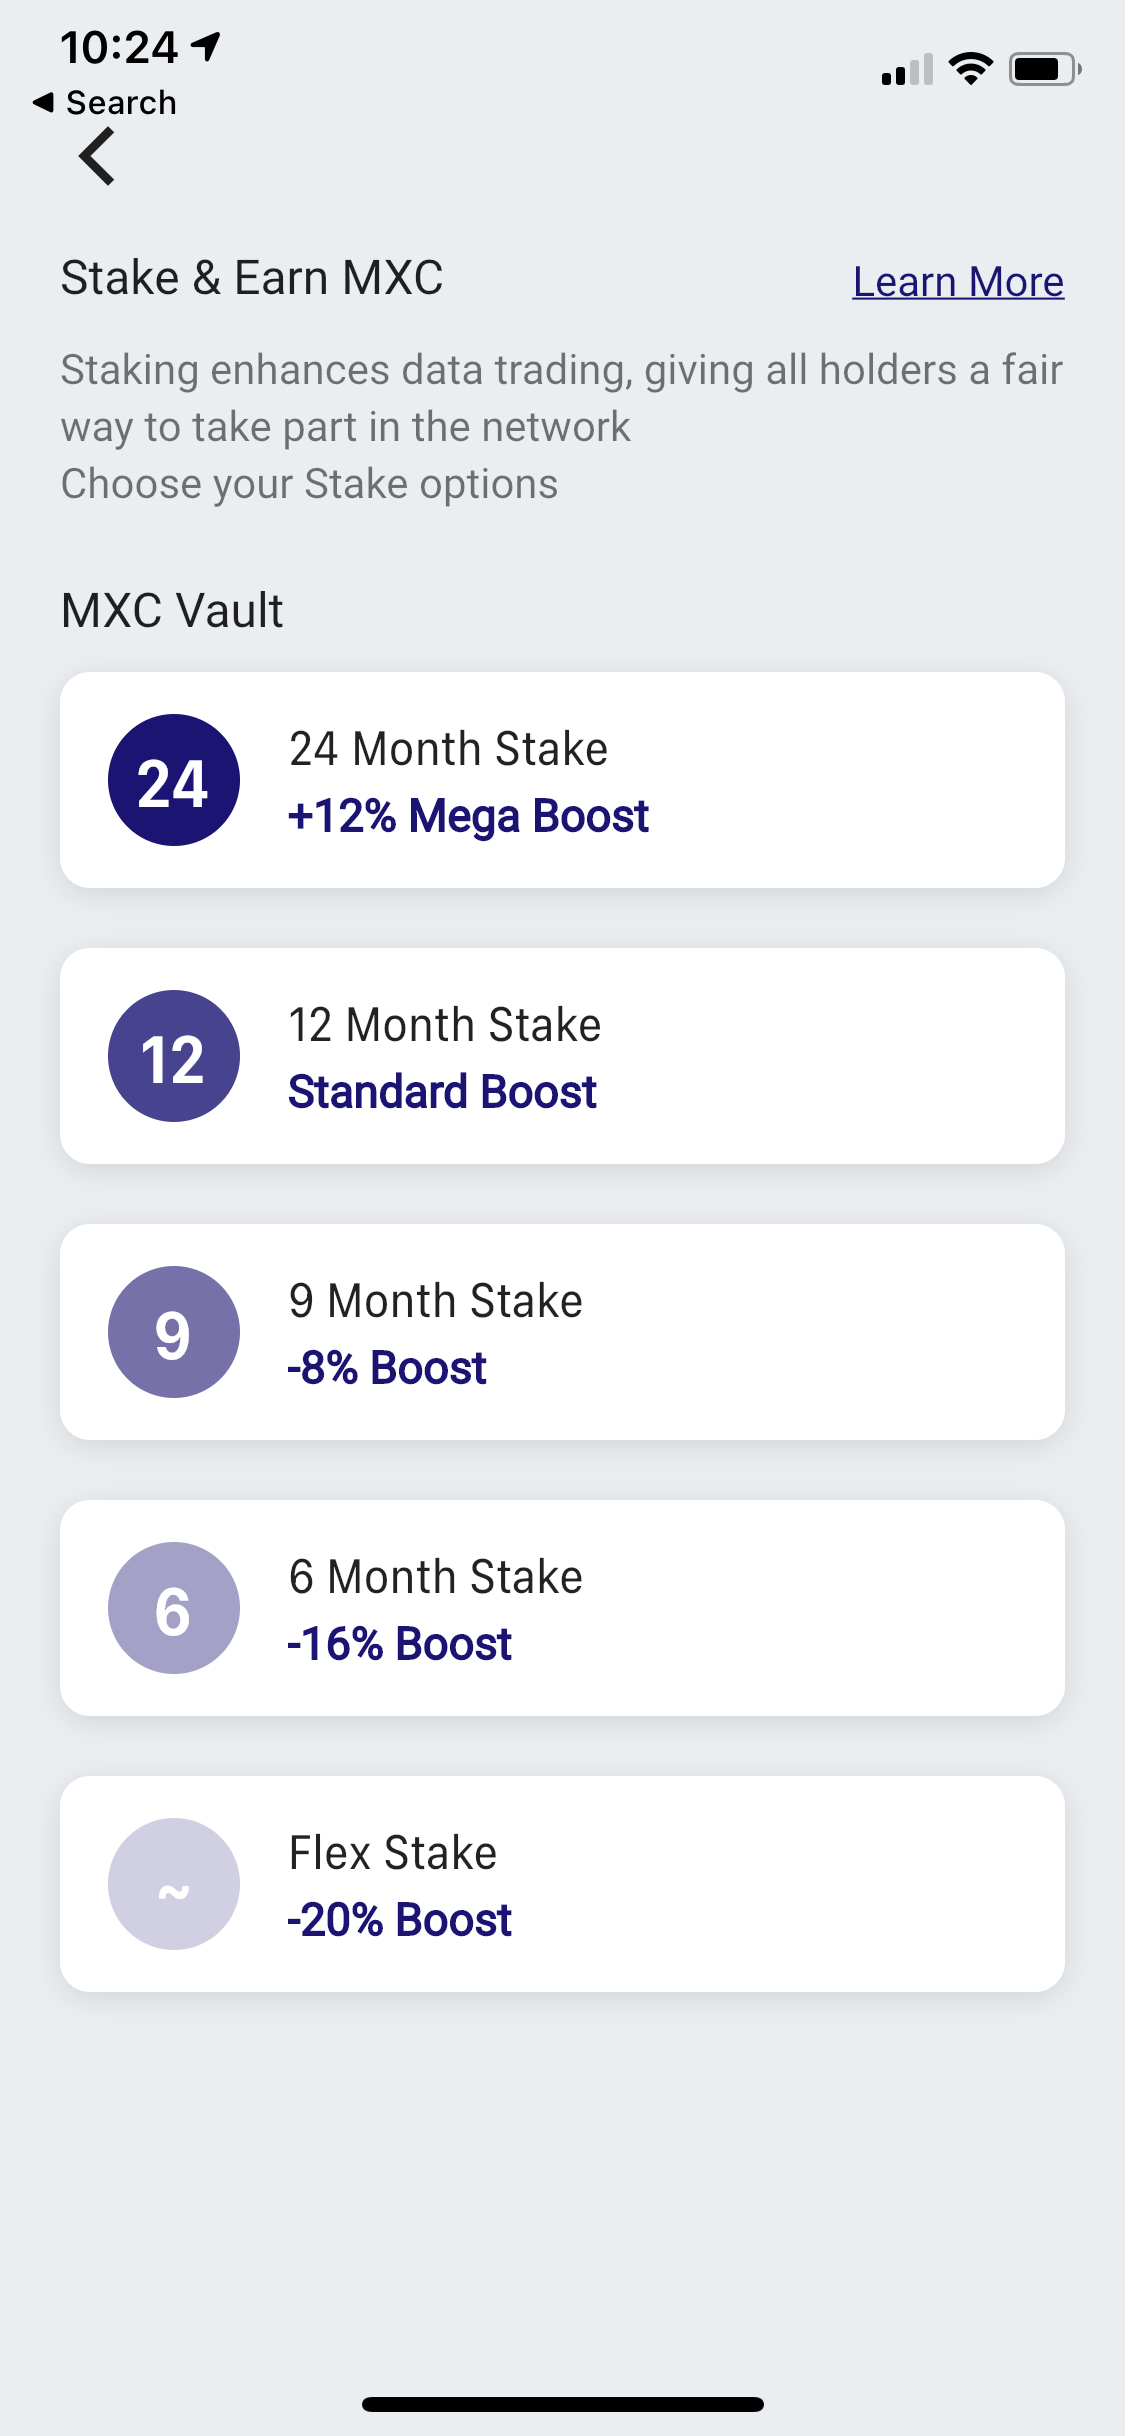 10:24
Search
Stake & Earn MXC
Learn More
Staking enhances data trading, giving all holders a fair
way to take part in the network
Choose your Stake options
MXC Vault
24
24 Month Stake
+12% Mega Boost
12
12 Month Stake
Standard Boost
9
9 Month Stake
-8% Boost
6
6 Month Stake
-16% Boost
~
Flex Stake
-20% Boost